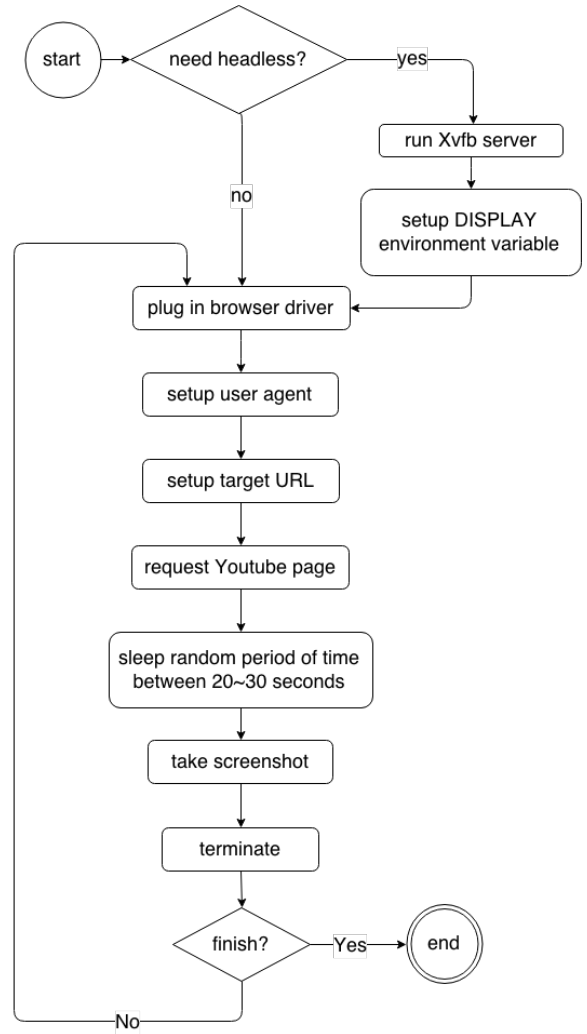 start
need headless?
yes
run Xvfb server
no
setup DISPLAY
environment variable
plug in browser driver
setup user agent
setup target URL
request Youtube page
sleep random period of time
between 20~30 seconds
take screenshot
terminate
finish?
Yes
end
No